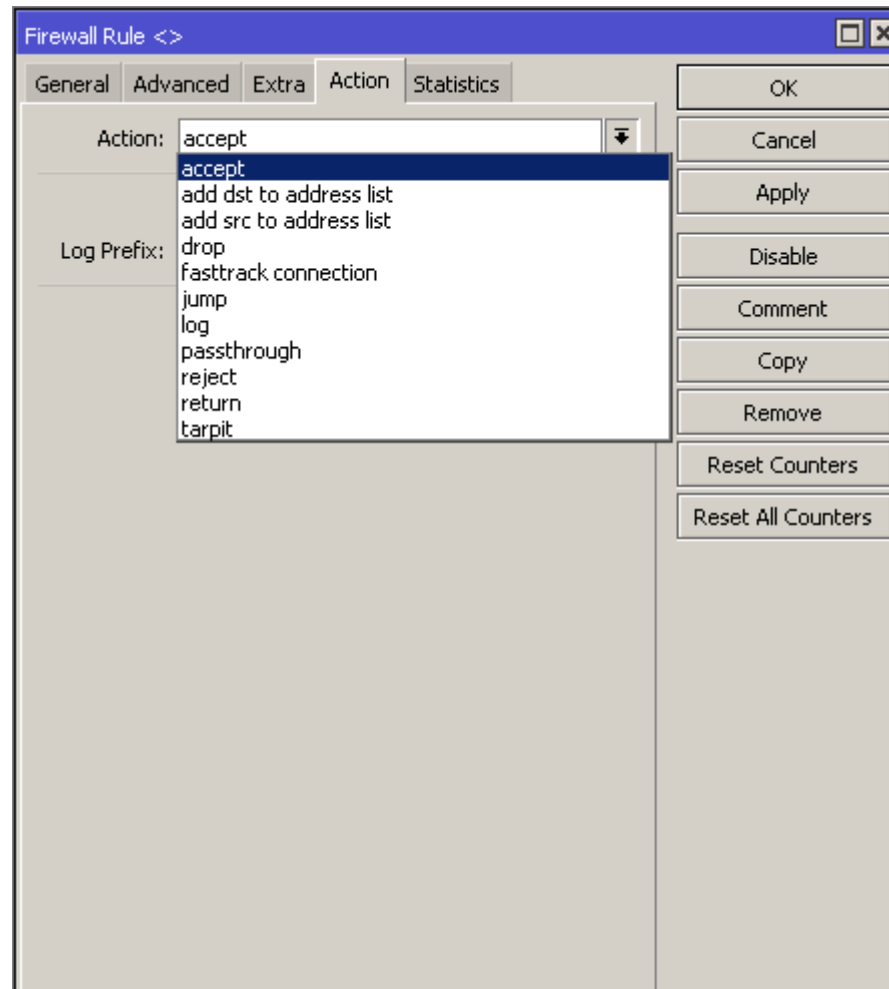 Firewall Rule <>
General Advanced Extra Action Statistics
Action: accept
accept
add dst to address list
add src to address list
Log Prefix: drop
fasttrack connection
jump
log
passthrough
reject
return
tarpit
OK
Cancel
Apply
Disable
Comment
Copy
Remove
Reset Counters
Reset All Counters